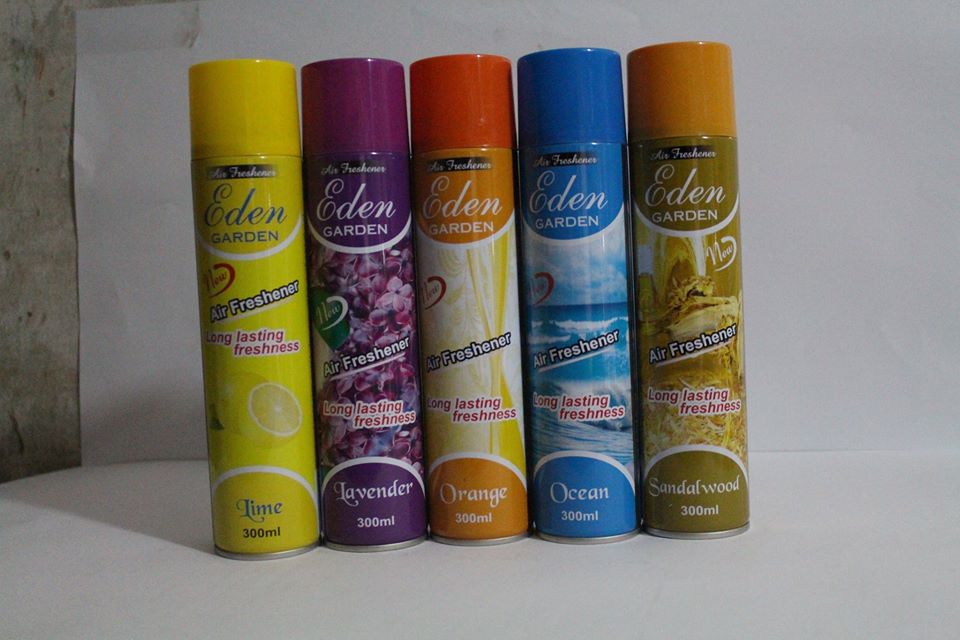 Air Freshener
Eden
GARDEN
New
Air Freshener
Long lasting
freshness
Lime
300ml
Air Freshener
Eden
GARDEN
New
Air Freshener
Long lasting
freshness
Lavender
300ml
Air Freshener
Eden
GARDEN
New
Air Freshener
Long lasting
freshness
Orange
300ml
Air Freshener
Eden
GARDEN
New
Air Freshener
Long lasting
freshness
Ocean
300ml
Air Freshener
Eden
GARDEN
New
Air Freshener
Long lasting
freshness
Sandalwood
300ml